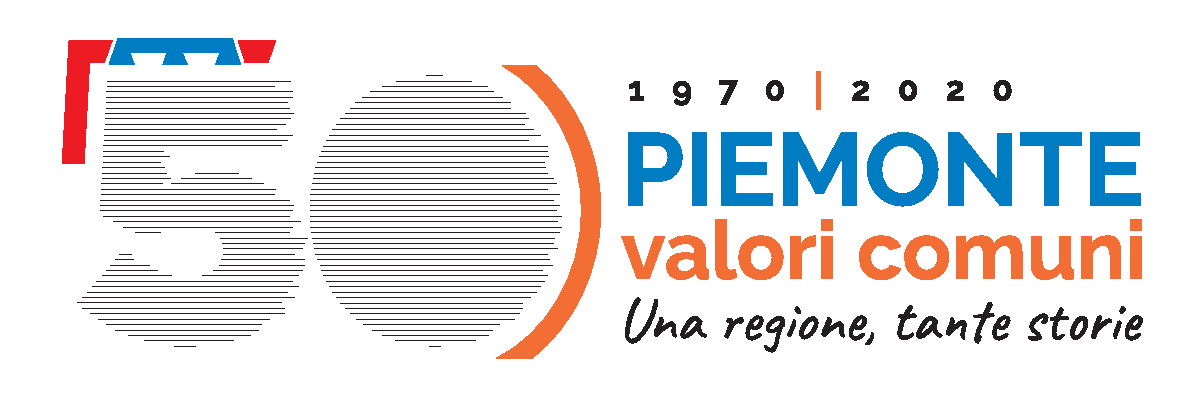 50
1970|2020
PIEMONTE
valori comuni
Una regione, tante storie